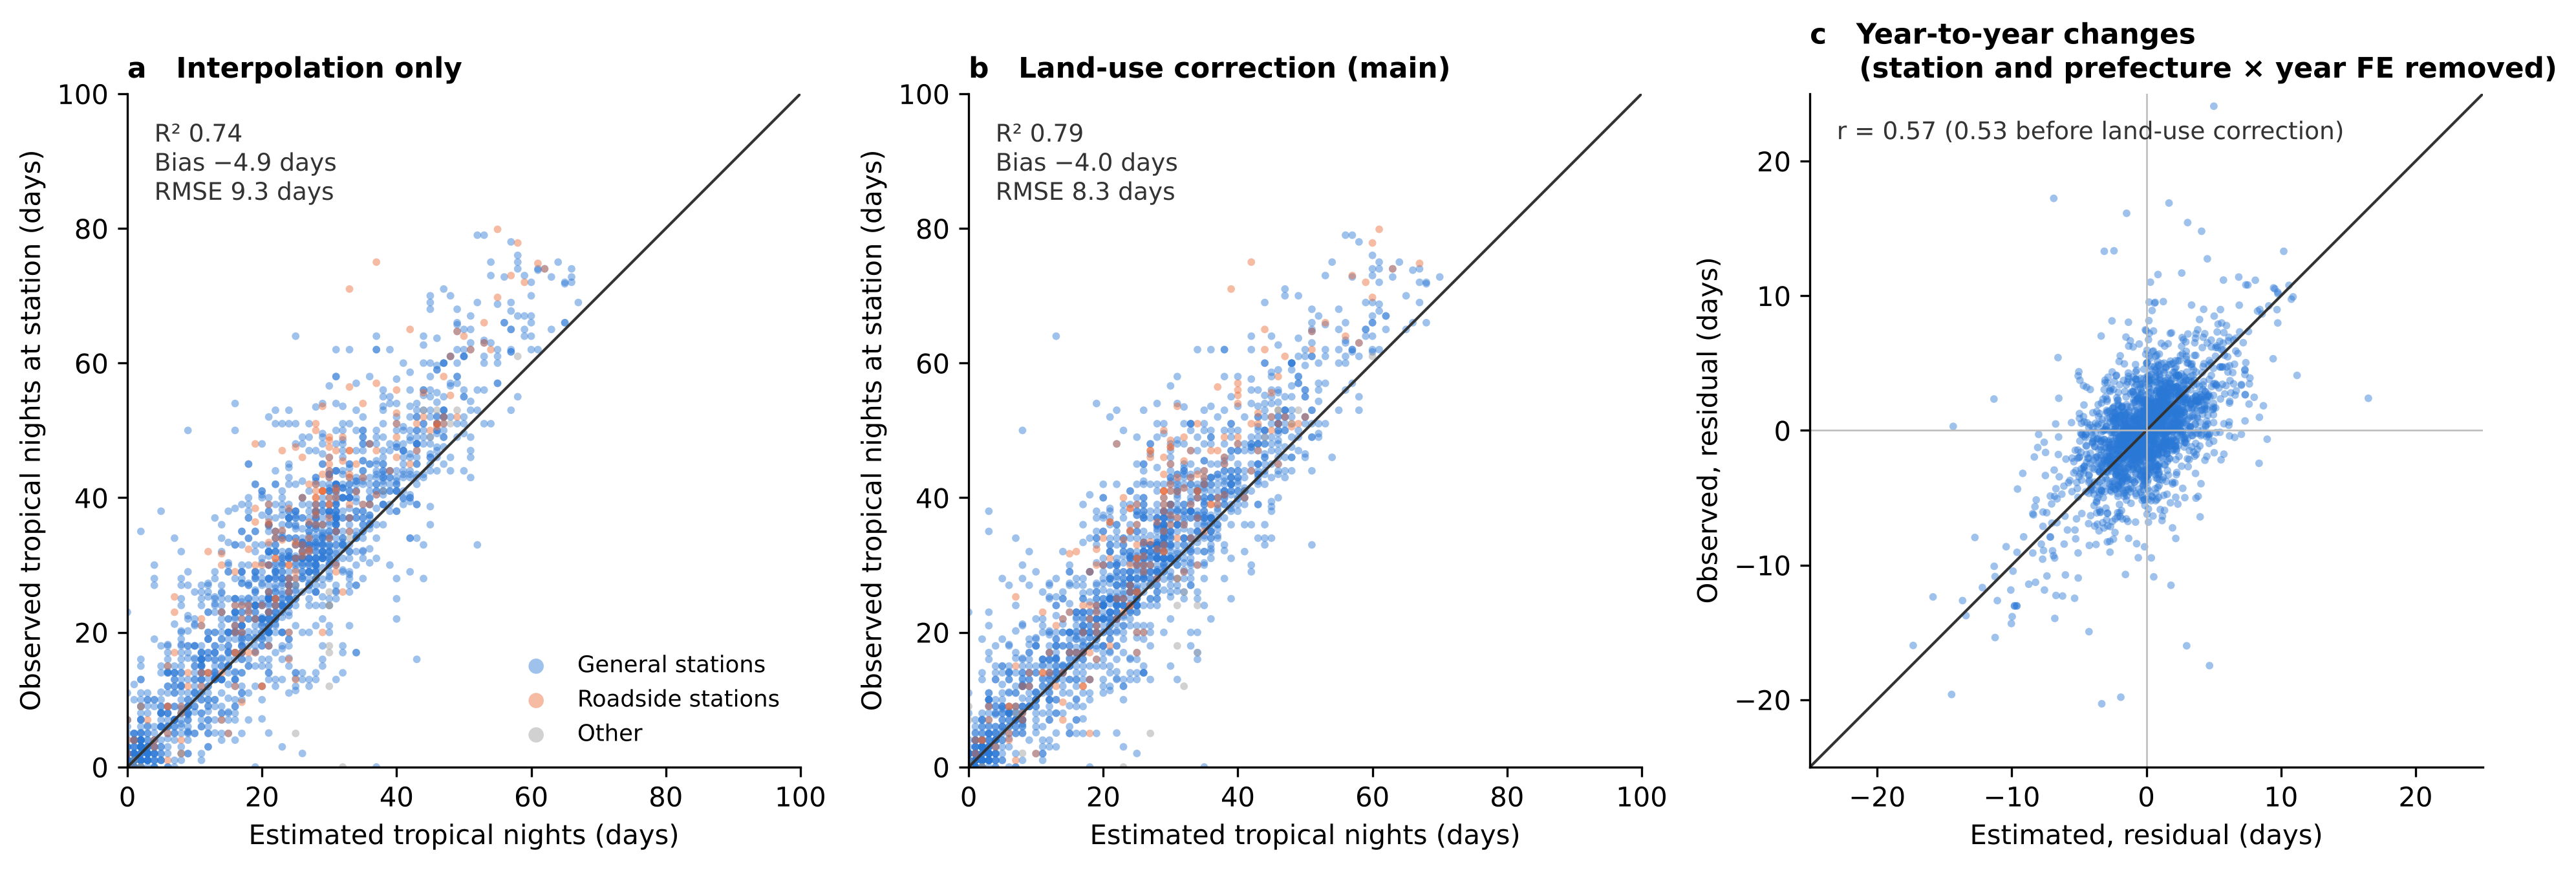 a Interpolation only
100
80
60
40
20
0
0 20 40 60 80 100
Observed tropical nights at station (days)
Estimated tropical nights (days)
R² 0.74
Bias −4.9 days
RMSE 9.3 days
General stations
Roadside stations
Other
b Land-use correction (main)
100
80
60
40
20
0
0 20 40 60 80 100
Observed tropical nights at station (days)
Estimated tropical nights (days)
R² 0.79
Bias −4.0 days
RMSE 8.3 days
c Year-to-year changes
(station and prefecture × year FE removed)
r = 0.57 (0.53 before land-use correction)
20
10
0
−10
−20
−20 −10 0 10 20
Observed, residual (days)
Estimated, residual (days)